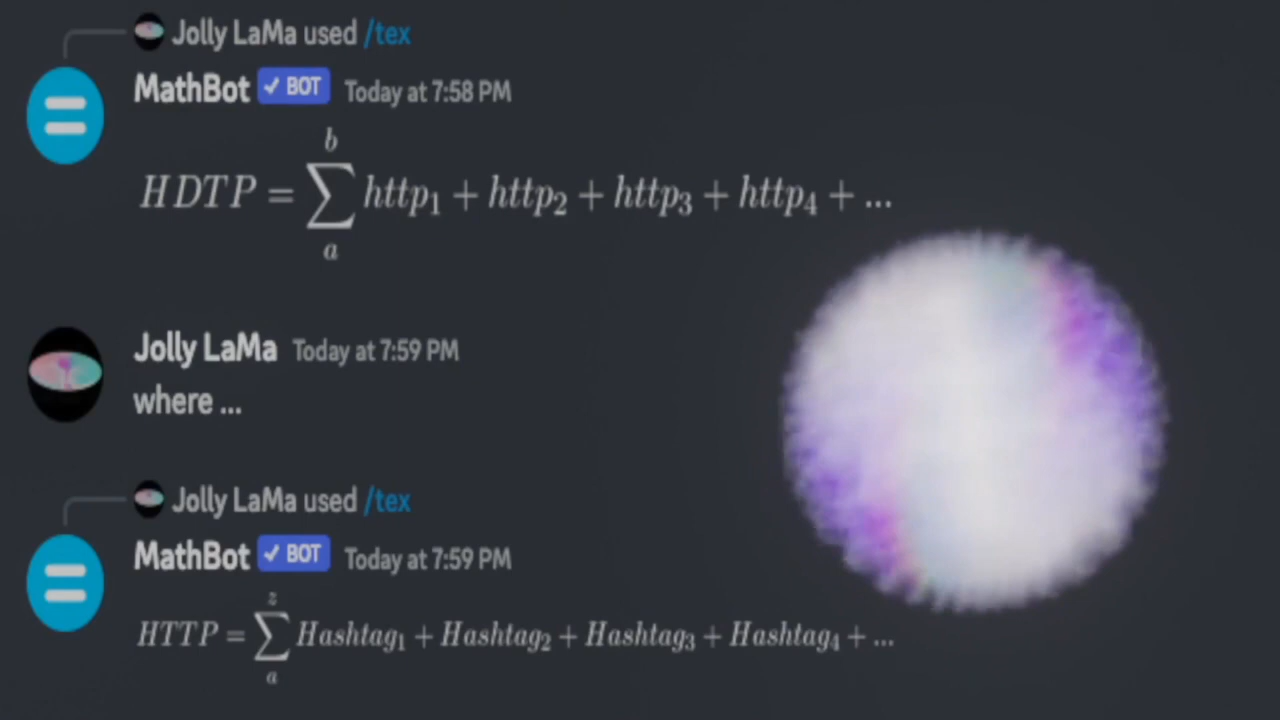 Jolly LaMa used /tex
MathBot ✓ BOT Today at 7:58 PM
b
HDTP = ∑ http₁ + http₂ + http₃ + http₄ + ...
a
Jolly LaMa Today at 7:59 PM
where ...
Jolly LaMa used /tex
MathBot ✓ BOT Today at 7:59 PM
z
HTTP = ∑ Hashtag₁ + Hashtag₂ + Hashtag₃ + Hashtag₄ + ...
a